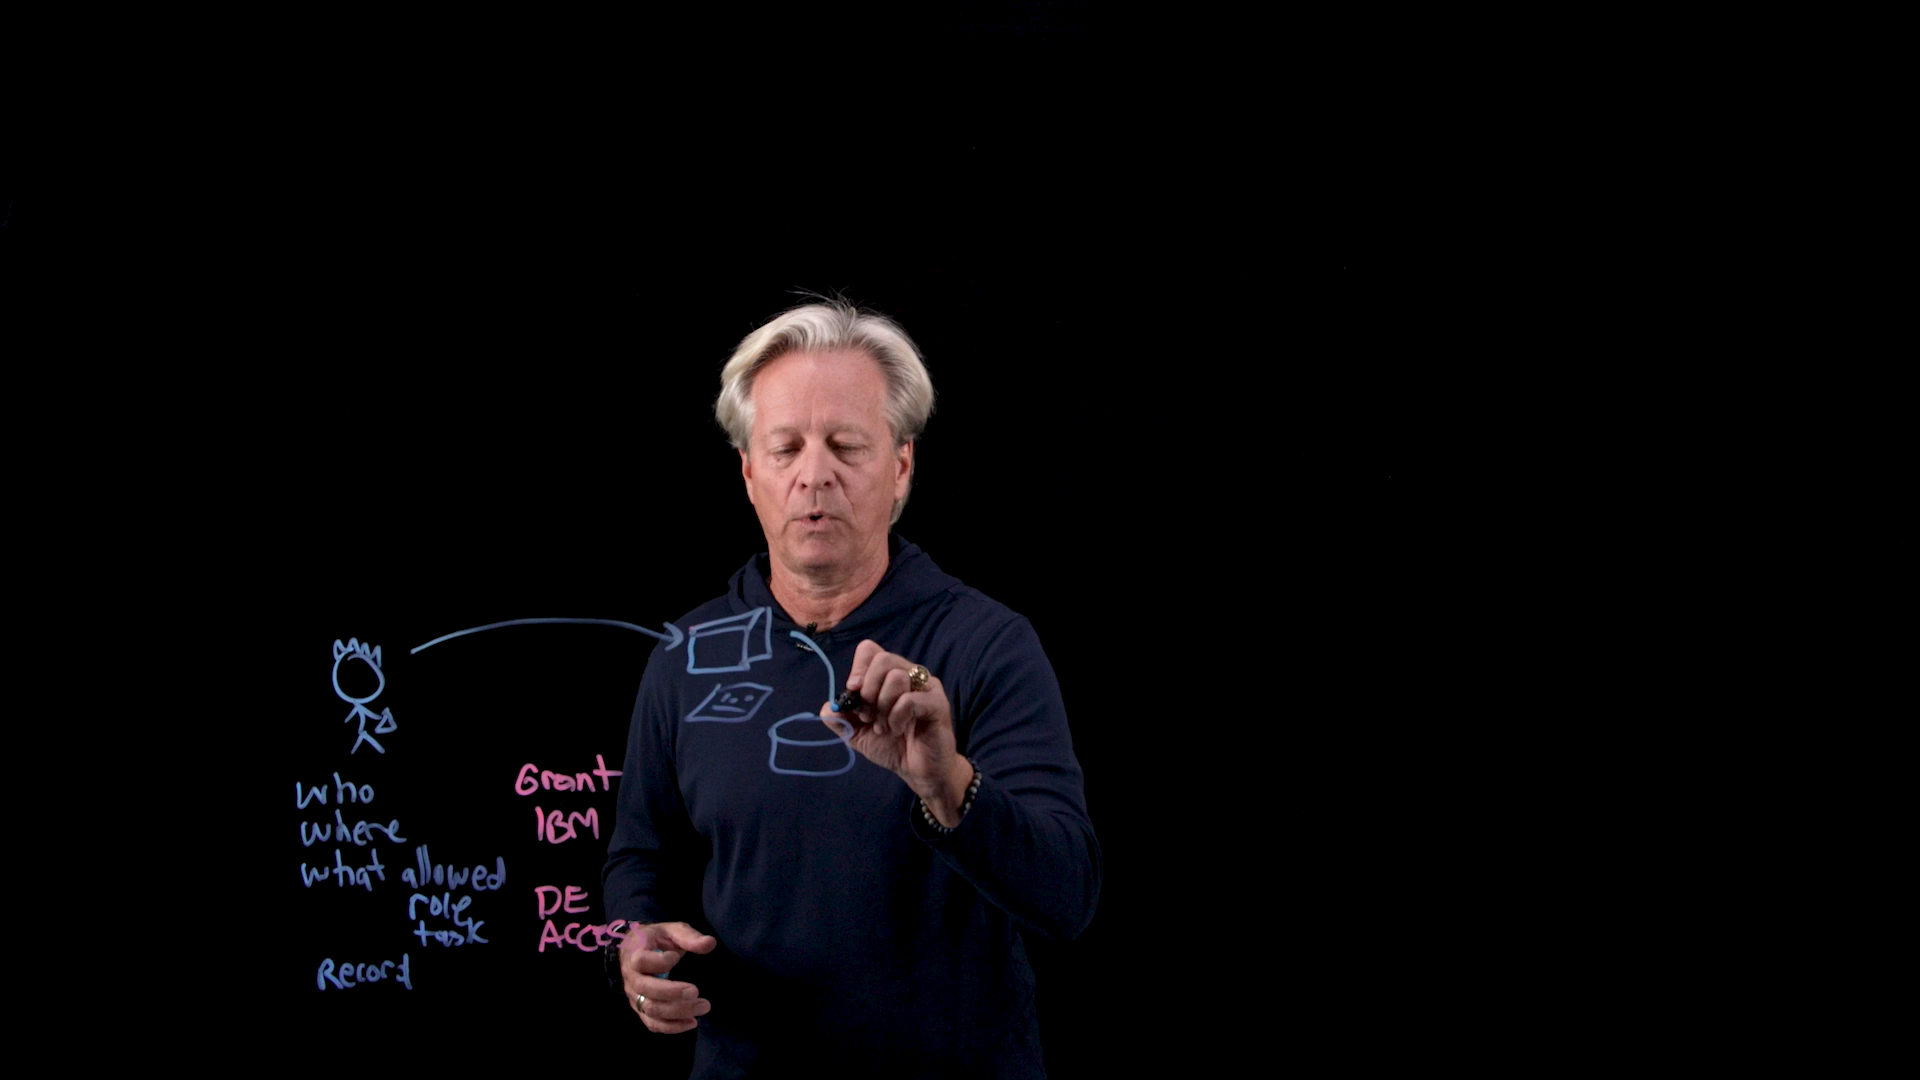 who
where
what allowed
role
task
Record
Grant
IBM
DE
ACCESS